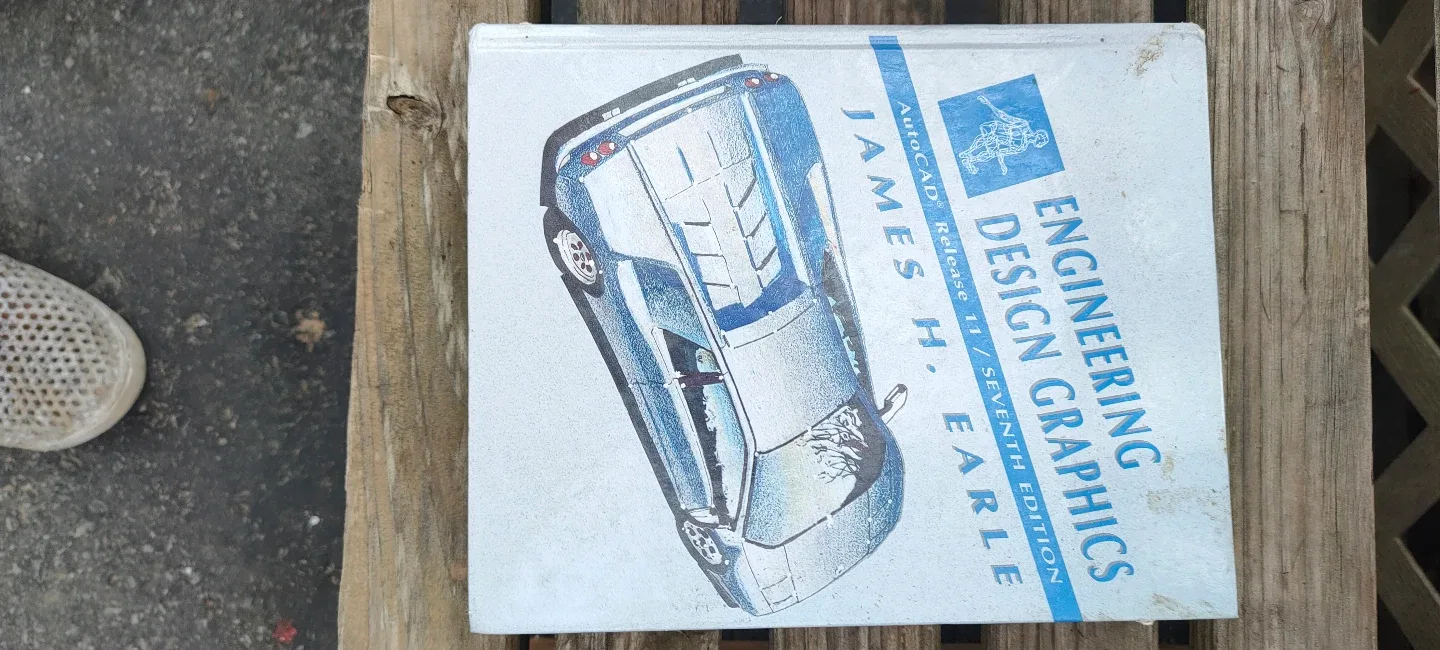 ENGINEERING
DESIGN GRAPHICS
AutoCAD® Release 11 / SEVENTH EDITION
JAMES H. EARLE